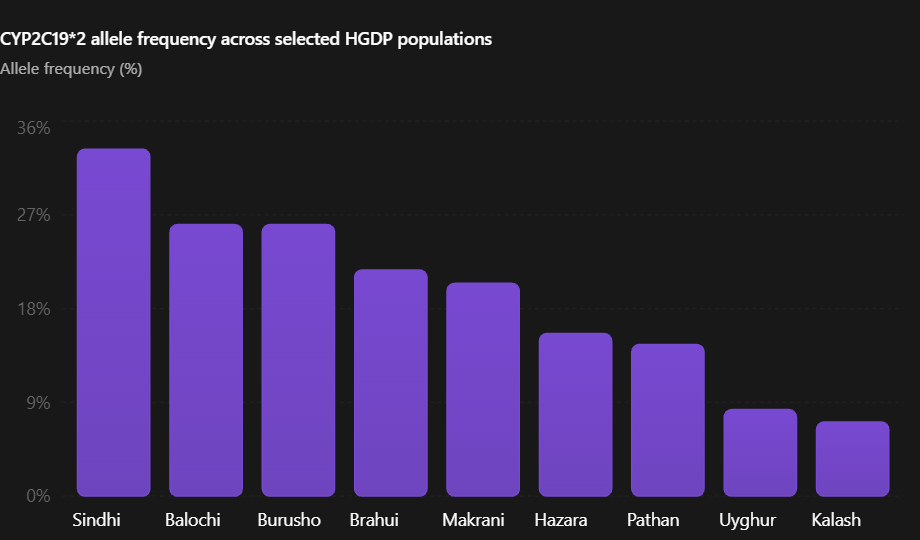 CYP2C19*2 allele frequency across selected HGDP populations
Allele frequency (%)
36%
27%
18%
9%
0%
Sindhi Balochi Burusho Brahui Makrani Hazara Pathan Uyghur Kalash